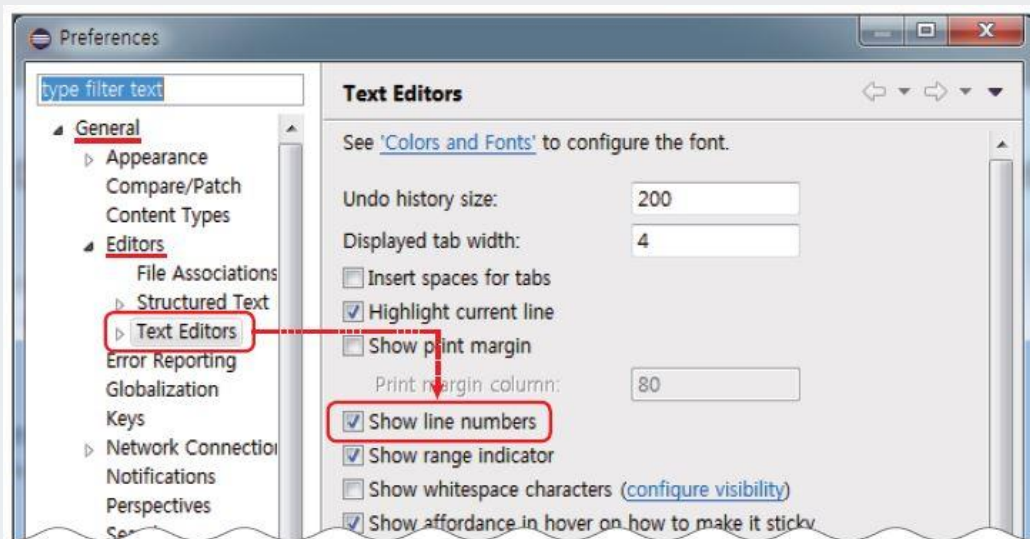 Preferences
type filter text
General
Appearance
Compare/Patch
Content Types
Editors
File Associations
Structured Text
Text Editors
Error Reporting
Globalization
Keys
Network Connection
Notifications
Perspectives
Text Editors
See 'Colors and Fonts' to configure the font.
Undo history size: 200
Displayed tab width: 4
Insert spaces for tabs
Highlight current line
Show print margin
Print margin column: 80
Show line numbers
Show range indicator
Show whitespace characters (configure visibility)
Show affordance in hover on how to make it sticky